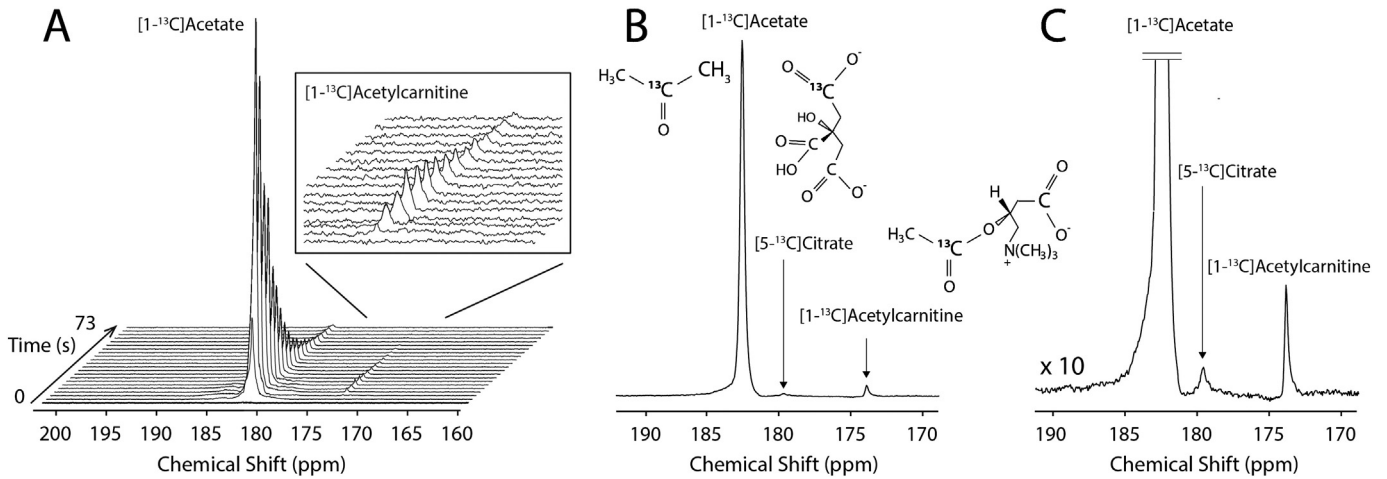 A
[1-¹³C]Acetate
[1-¹³C]Acetylcarnitine
Time (s)
73
0
200 195 190 185 180 175 170 165 160
Chemical Shift (ppm)
B
[1-¹³C]Acetate
H₃C
¹³C
CH₃
O
O
O⁻
¹³C
HO
O
C
HO
C
O
O⁻
[5-¹³C]Citrate
[1-¹³C]Acetylcarnitine
H₃C
¹³C
O
O
H
C
O
O⁻
N(CH₃)₃
+
190 185 180 175 170
Chemical Shift (ppm)
C
[1-¹³C]Acetate
[5-¹³C]Citrate
[1-¹³C]Acetylcarnitine
x 10
190 185 180 175 170
Chemical Shift (ppm)